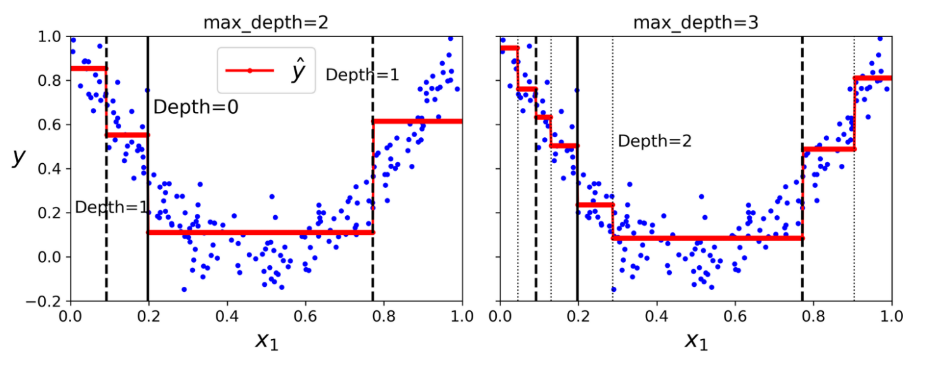 max_depth=2
1.0
0.8
0.6
0.4
0.2
0.0
−0.2
y
ŷ
Depth=1
Depth=0
Depth=1
0.0 0.2 0.4 0.6 0.8 1.0
x₁
max_depth=3
Depth=2
0.0 0.2 0.4 0.6 0.8 1.0
x₁